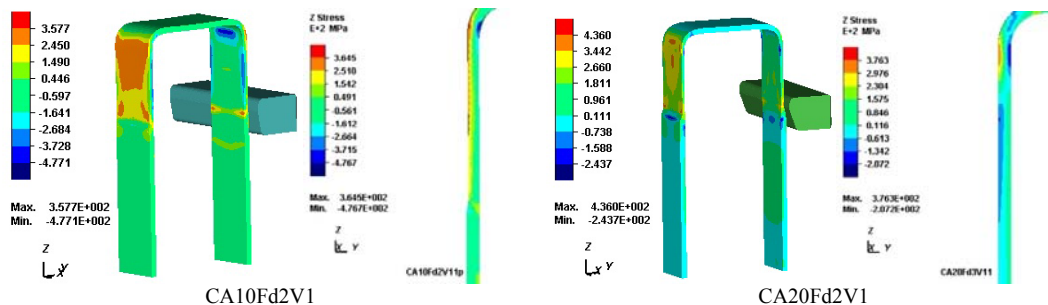 3.577
2.450
1.490
0.446
-0.597
-1.641
-2.684
-3.728
-4.771
Max. 3.577E+002
Min. -4.771E+002
Z
X Y
Z Stress
E+2 MPa
3.645
2.510
1.542
0.491
-0.561
-1.612
-2.664
-3.715
-4.767
Max. 3.645E+002
Min. -4.767E+002
Z
X Y
CA10Fd2V11p
CA10Fd2V1
4.360
3.442
2.660
1.811
0.961
0.111
-0.738
-1.588
-2.437
Max. 4.360E+002
Min. -2.437E+002
Z
X Y
Z Stress
E+2 MPa
3.763
2.976
2.304
1.575
0.846
0.116
-0.613
-1.342
-2.072
Max. 3.763E+002
Min. -2.072E+002
Z
X Y
CA20Fd3V11
CA20Fd2V1